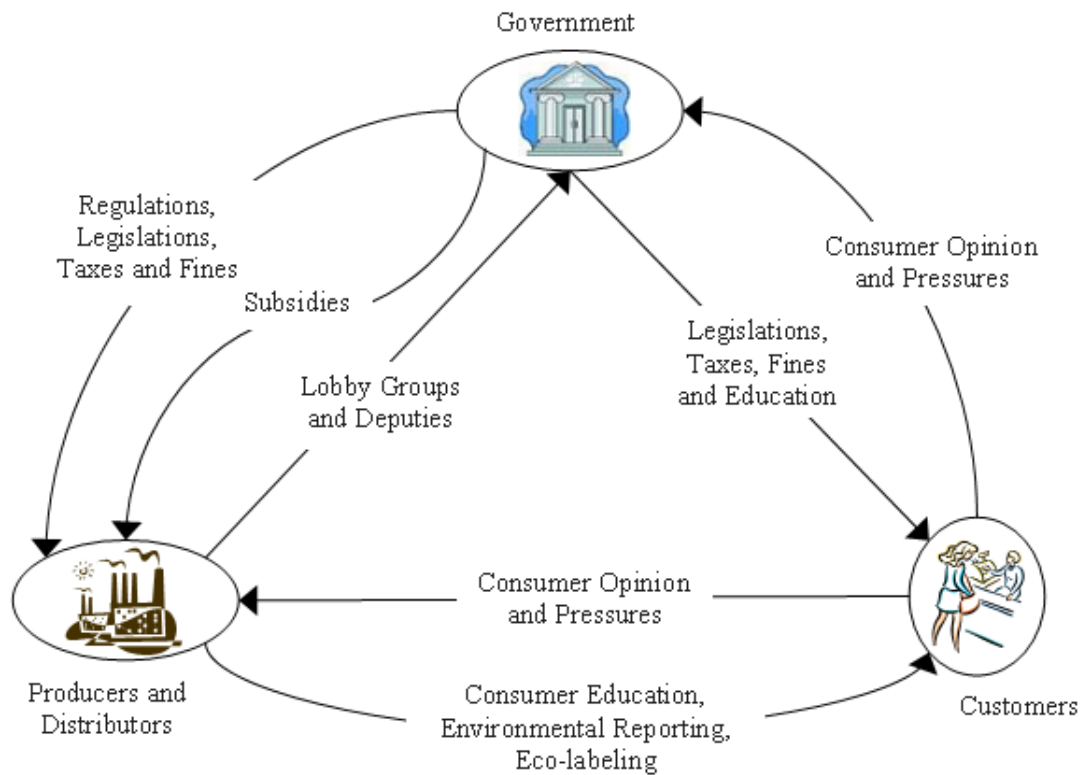 Government
Regulations,
Legislations,
Taxes and Fines
Subsidies
Lobby Groups
and Deputies
Legislations,
Taxes, Fines
and Education
Consumer Opinion
and Pressures
Consumer Opinion
and Pressures
Producers and
Distributors
Consumer Education,
Environmental Reporting,
Eco-labeling
Customers